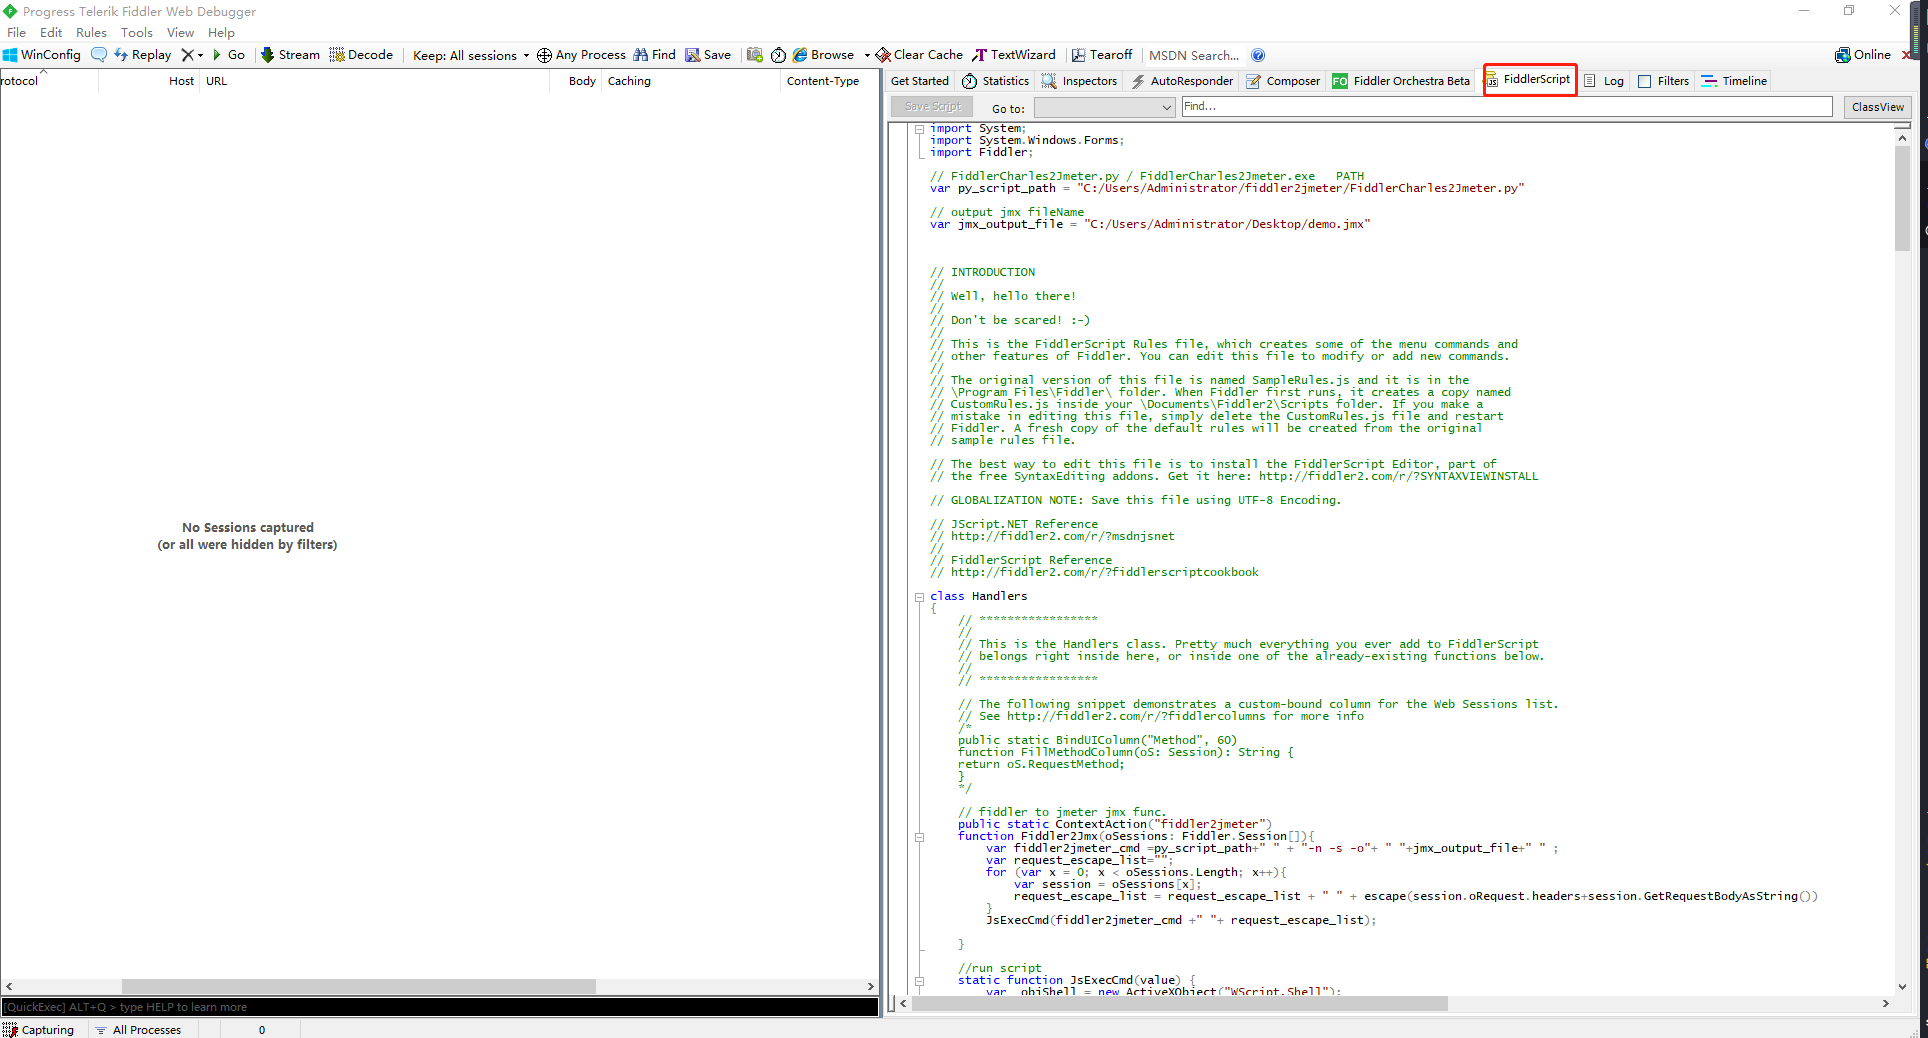 Progress Telerik Fiddler Web Debugger
File Edit Rules Tools View Help
WinConfig Replay Go Stream Decode Keep: All sessions Any Process Find Save Browse Clear Cache TextWizard Tearoff MSDN Search... Online
rotocol Host URL Body Caching Content-Type
No Sessions captured
(or all were hidden by filters)
[QuickExec] ALT+Q > type HELP to learn more
Capturing All Processes 0
Get Started Statistics Inspectors AutoResponder Composer FO Fiddler Orchestra Beta JS FiddlerScript Log Filters Timeline
Save Script Go to: Find... ClassView
import System;
import System.Windows.Forms;
import Fiddler;
// FiddlerCharles2Jmeter.py / FiddlerCharles2Jmeter.exe   PATH
var py_script_path = "C:/Users/Administrator/fiddler2jmeter/FiddlerCharles2Jmeter.py"
// output jmx fileName
var jmx_output_file = "C:/Users/Administrator/Desktop/demo.jmx"
// INTRODUCTION
//
// Well, hello there!
//
// Don't be scared! :-)
//
// This is the FiddlerScript Rules file, which creates some of the menu commands and
// other features of Fiddler. You can edit this file to modify or add new commands.
//
// The original version of this file is named SampleRules.js and it is in the
// \Program Files\Fiddler\ folder. When Fiddler first runs, it creates a copy named
// CustomRules.js inside your \Documents\Fiddler2\Scripts folder. If you make a
// mistake in editing this file, simply delete the CustomRules.js file and restart
// Fiddler. A fresh copy of the default rules will be created from the original
// sample rules file.
// The best way to edit this file is to install the FiddlerScript Editor, part of
// the free SyntaxEditing addons. Get it here: http://fiddler2.com/r/?SYNTAXVIEWINSTALL
// GLOBALIZATION NOTE: Save this file using UTF-8 Encoding.
// JScript.NET Reference
// http://fiddler2.com/r/?msdnjsnet
//
// FiddlerScript Reference
// http://fiddler2.com/r/?fiddlerscriptcookbook
class Handlers
{
// *****************
//
// This is the Handlers class. Pretty much everything you ever add to FiddlerScript
// belongs right inside here, or inside one of the already-existing functions below.
//
// *****************
// The following snippet demonstrates a custom-bound column for the Web Sessions list.
// See http://fiddler2.com/r/?fiddlercolumns for more info
/*
public static BindUIColumn("Method", 60)
function FillMethodColumn(oS: Session): String {
return oS.RequestMethod;
}
*/
// fiddler to jmeter jmx func.
public static ContextAction("fiddler2jmeter")
function Fiddler2Jmx(oSessions: Fiddler.Session[]){
var fiddler2jmeter_cmd =py_script_path+" " + "-n -s -o"+ " "+jmx_output_file+" " ;
var request_escape_list="";
for (var x = 0; x < oSessions.Length; x++){
var session = oSessions[x];
request_escape_list = request_escape_list + " " + escape(session.oRequest.headers+session.GetRequestBodyAsString())
}
JsExecCmd(fiddler2jmeter_cmd +" "+ request_escape_list);
}
//run script
static function JsExecCmd(value) {
var  objShell = new ActiveXObject("WScript.Shell");